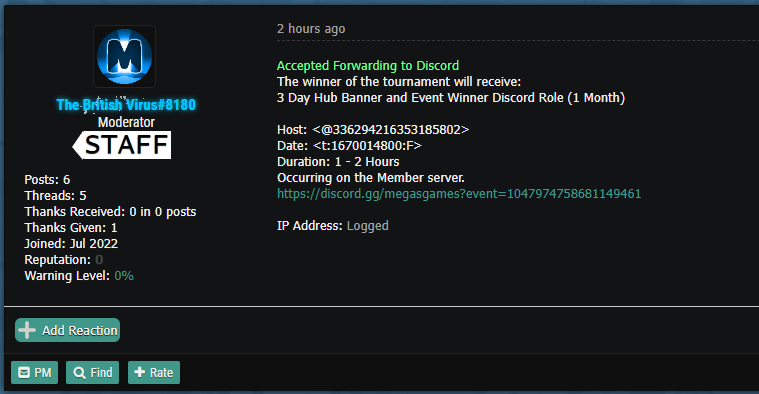 2 hours ago
M
The British Virus#8180
Moderator
STAFF
Posts: 6
Threads: 5
Thanks Received: 0 in 0 posts
Thanks Given: 1
Joined: Jul 2022
Reputation: 0
Warning Level: 0%
Accepted Forwarding to Discord
The winner of the tournament will receive:
3 Day Hub Banner and Event Winner Discord Role (1 Month)
Host: <@336294216353185802>
Date: <t:1670014800:F>
Duration: 1 - 2 Hours
Occurring on the Member server.
https://discord.gg/megasgames?event=1047974758681149461
IP Address: Logged
Add Reaction
PM Find Rate